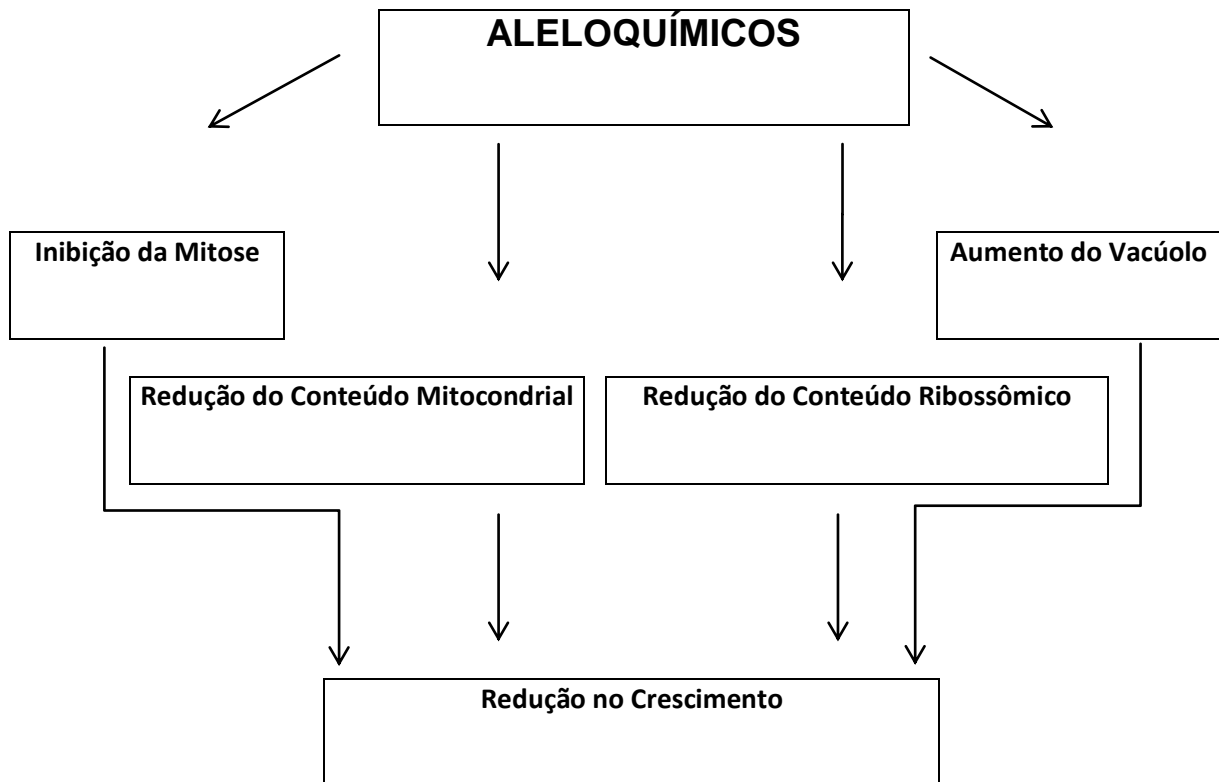 ALELOQUÍMICOS
Inibição da Mitose
Aumento do Vacúolo
Redução do Conteúdo Mitocondrial
Redução do Conteúdo Ribossômico
Redução no Crescimento